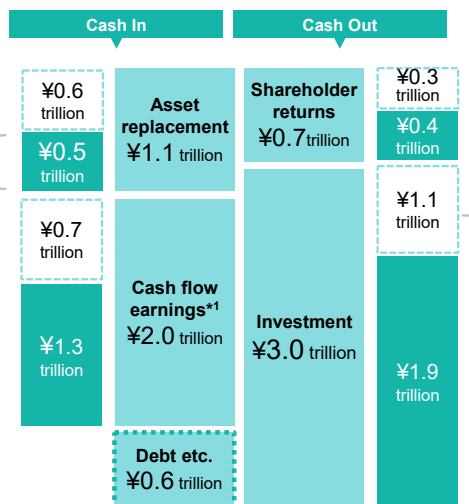 Cash In
Cash Out
¥0.6
trillion
¥0.5
trillion
Asset
replacement
¥1.1 trillion
Shareholder
returns
¥0.7trillion
¥0.3
trillion
¥0.4
trillion
¥0.7
trillion
¥1.3
trillion
Cash flow
earnings*1
¥2.0 trillion
Investment
¥3.0 trillion
¥1.1
trillion
¥1.9
trillion
Debt etc.
¥0.6 trillion